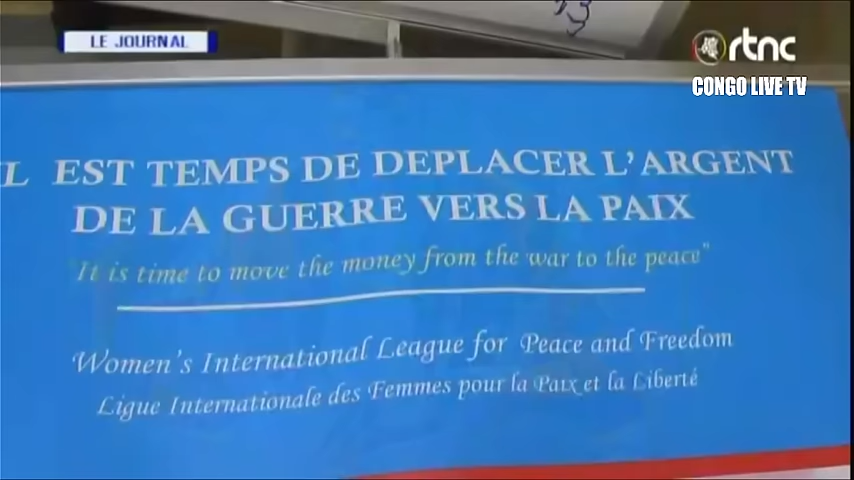 LE JOURNAL
rtnc
CONGO LIVE TV
L EST TEMPS DE DEPLACER L'ARGENT
DE LA GUERRE VERS LA PAIX
"It is time to move the money from the war to the peace"
Women's International League for Peace and Freedom
Ligue Internationale des Femmes pour la Paix et la Liberté